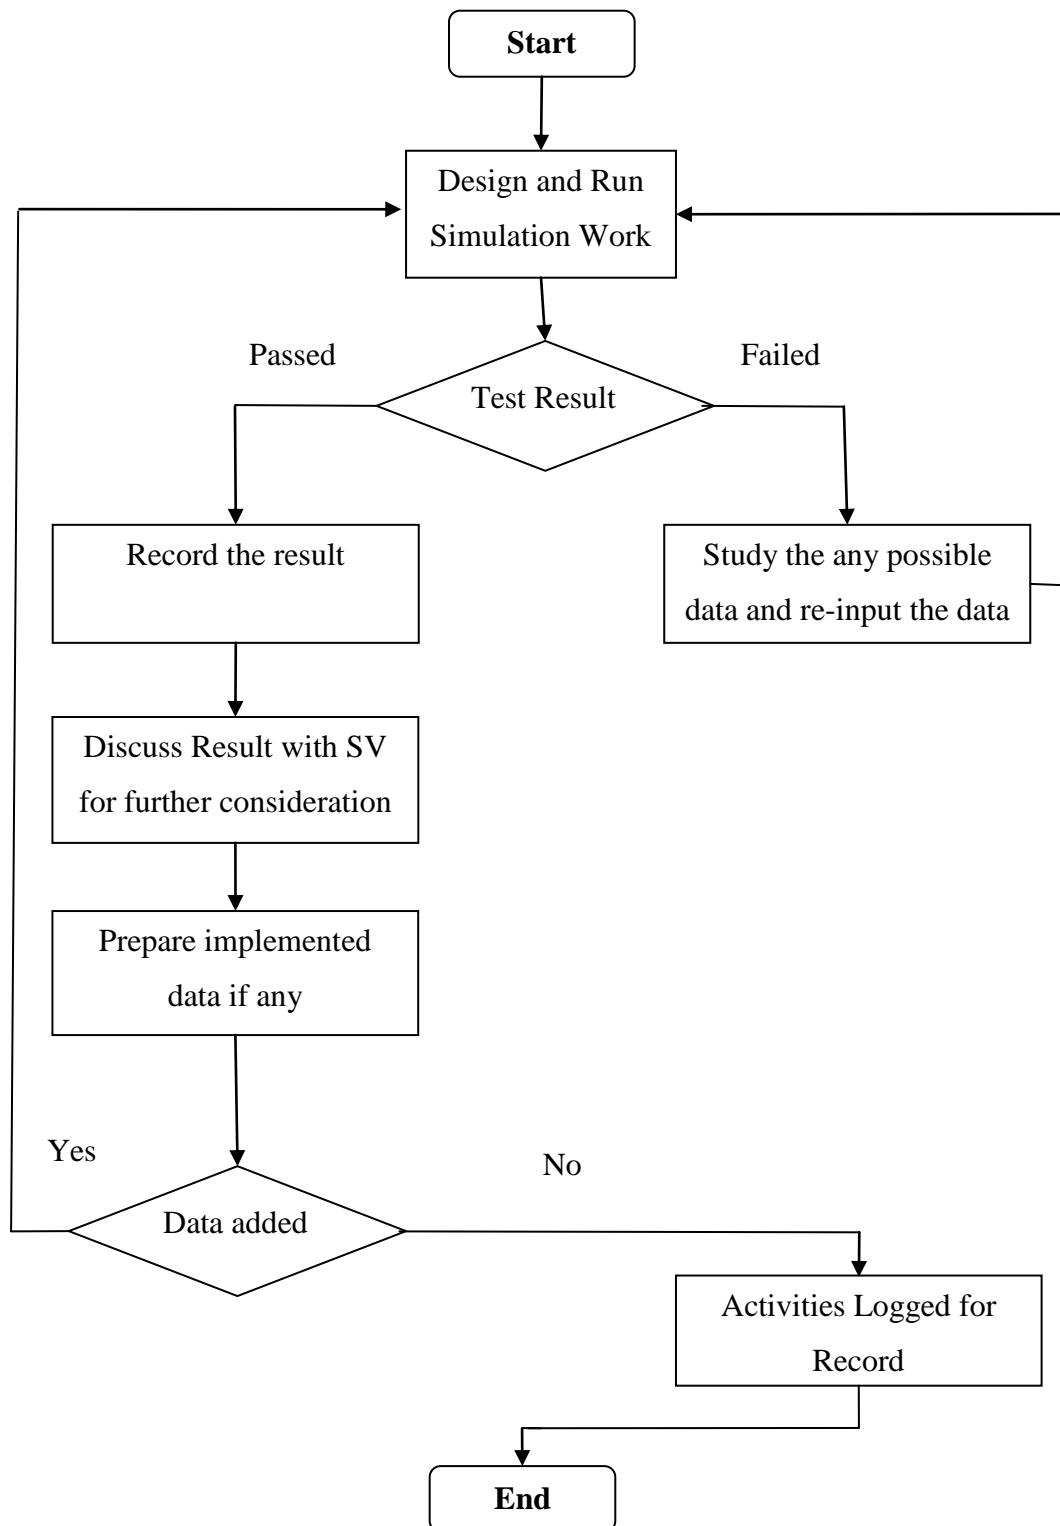 Start
Design and Run
Simulation Work
Passed
Failed
Test Result
Record the result
Study the any possible
data and re-input the data
Discuss Result with SV
for further consideration
Prepare implemented
data if any
Yes
No
Data added
Activities Logged for
Record
End